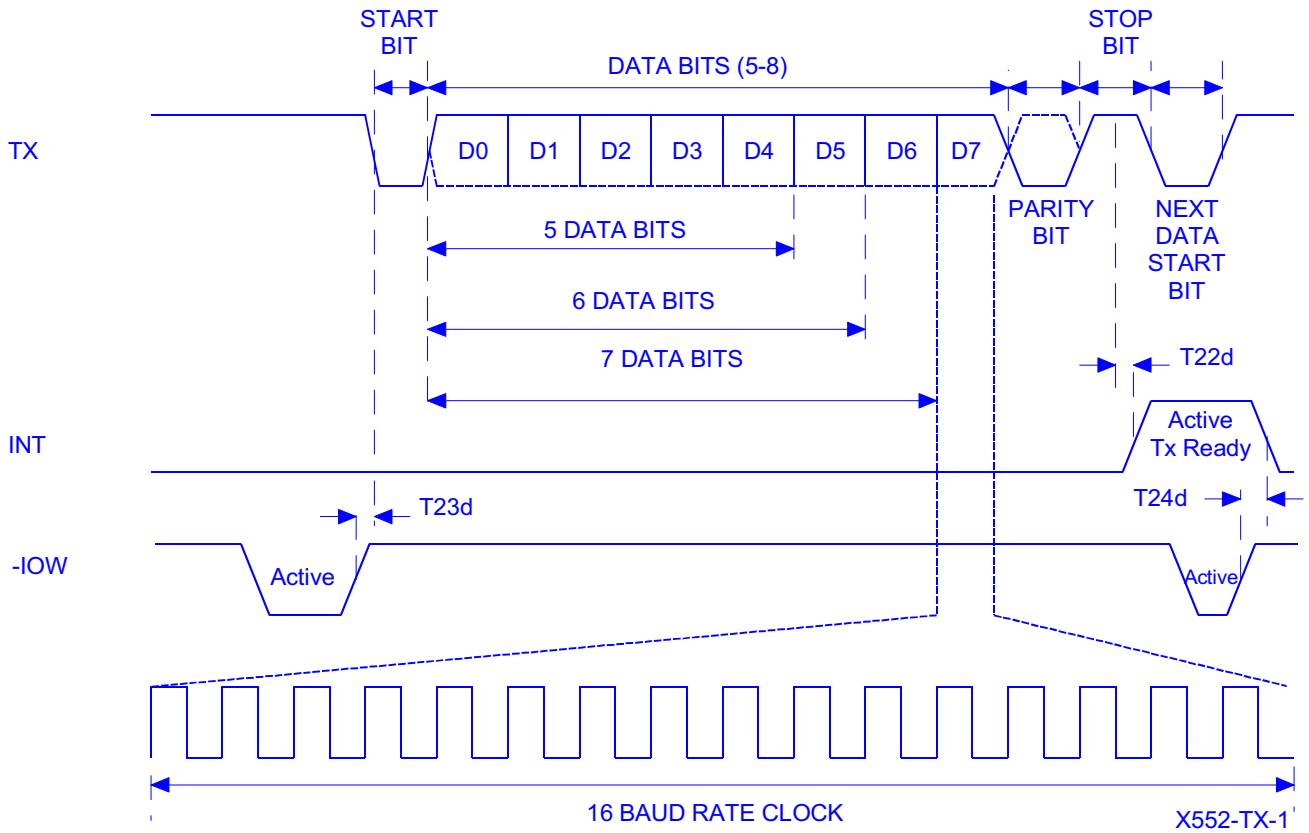 START
BIT
STOP
BIT
DATA BITS (5-8)
TX
D0 D1 D2 D3 D4 D5 D6 D7
PARITY
BIT
NEXT
DATA
START
BIT
5 DATA BITS
6 DATA BITS
7 DATA BITS
T22d
INT
Active
Tx Ready
T23d
T24d
-IOW
Active
Active
16 BAUD RATE CLOCK
X552-TX-1